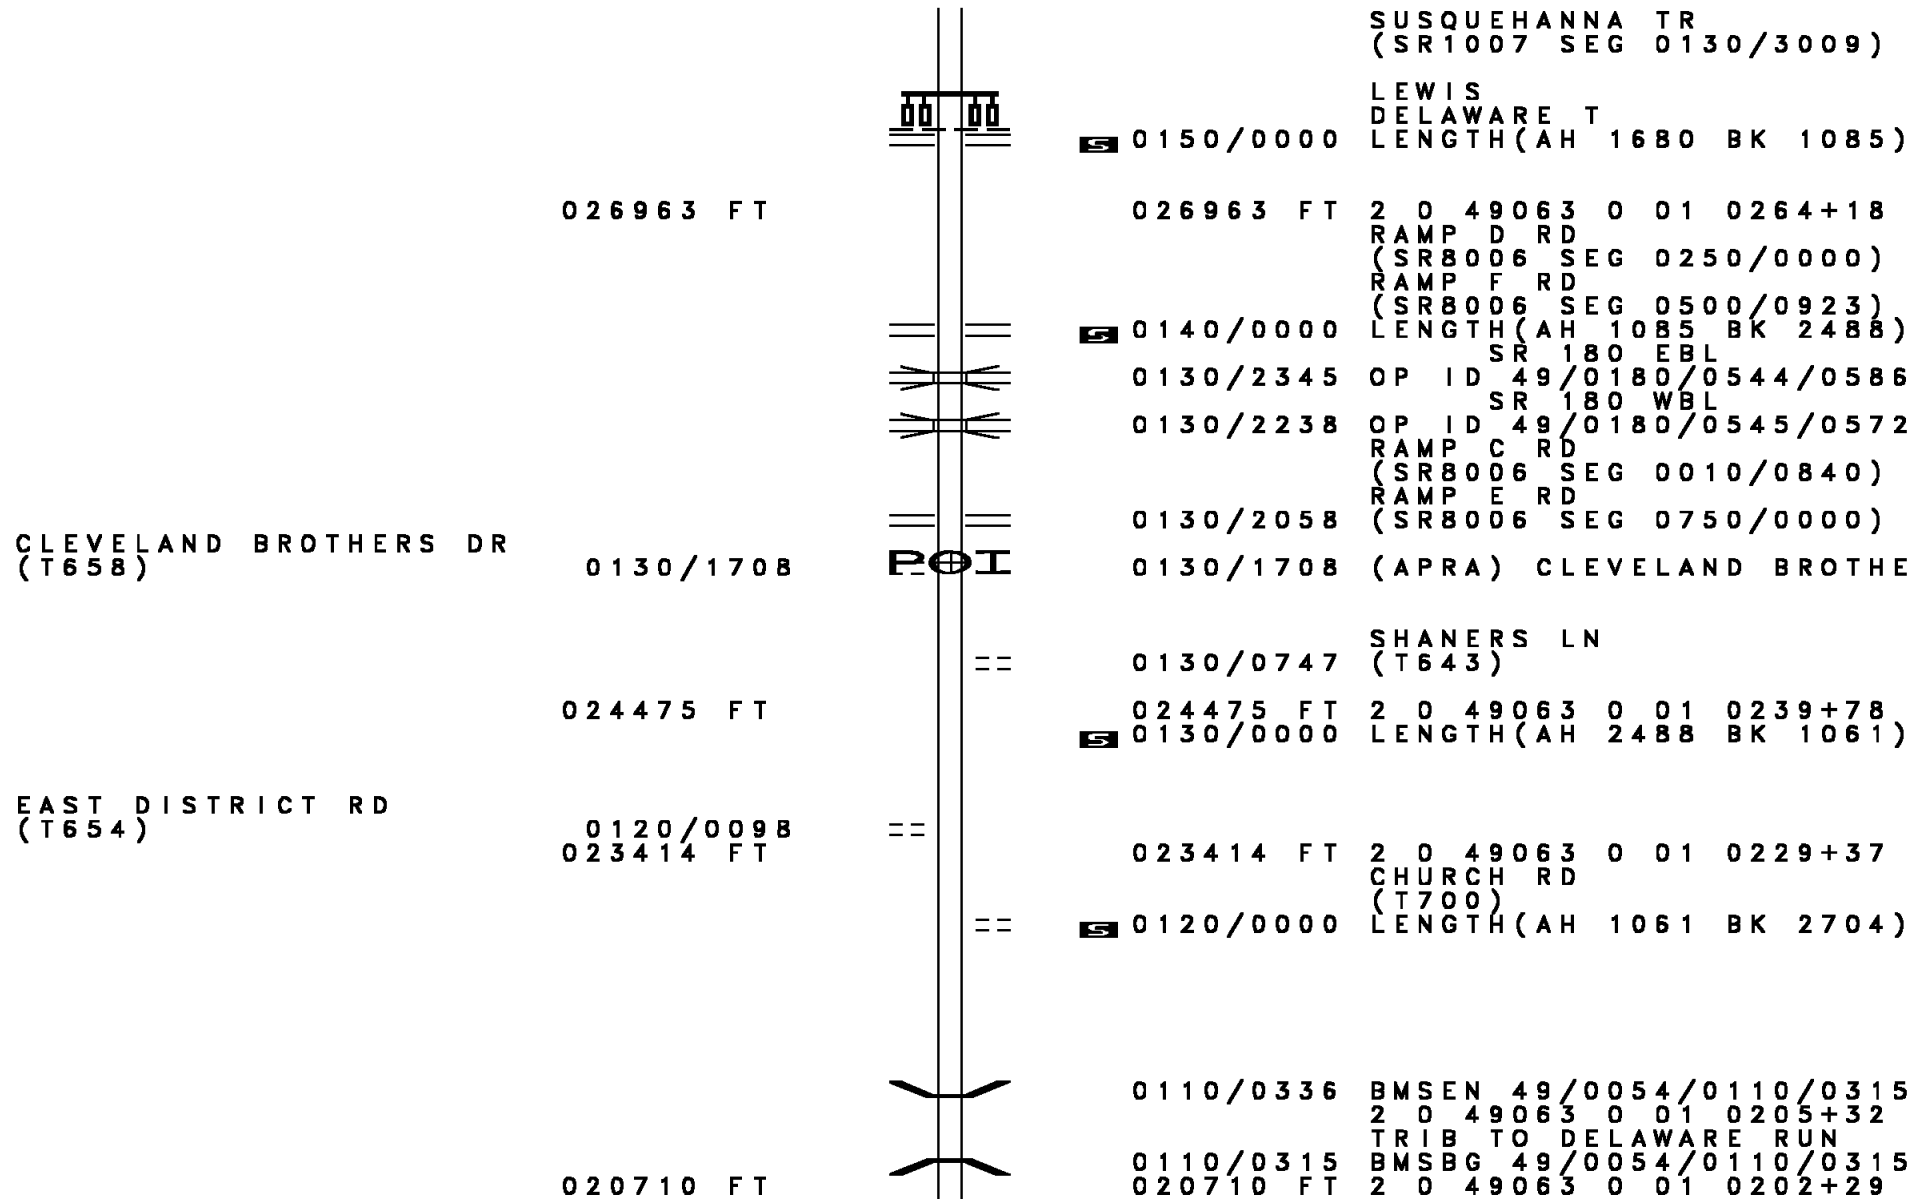 SUSQUEHANNA TR
(SR1007 SEG 0130/3009)
LEWIS
DELAWARE T
S 0150/0000 LENGTH(AH 1680 BK 1085)
026963 FT 026963 FT 2 0 49063 0 01 0264+18
RAMP D RD
(SR8006 SEG 0250/0000)
RAMP F RD
(SR8006 SEG 0500/0923)
S 0140/0000 LENGTH(AH 1085 BK 2488)
SR 180 EBL
0130/2345 OP ID 49/0180/0544/0586
SR 180 WBL
0130/2238 OP ID 49/0180/0545/0572
RAMP C RD
(SR8006 SEG 0010/0840)
RAMP E RD
0130/2058 (SR8006 SEG 0750/0000)
CLEVELAND BROTHERS DR
(T658) 0130/1708 POI 0130/1708 (APRA) CLEVELAND BROTHE
SHANERS LN
0130/0747 (T643)
024475 FT 024475 FT 2 0 49063 0 01 0239+78
S 0130/0000 LENGTH(AH 2488 BK 1061)
EAST DISTRICT RD
(T654) 0120/0098
023414 FT 023414 FT 2 0 49063 0 01 0229+37
CHURCH RD
(T700)
S 0120/0000 LENGTH(AH 1061 BK 2704)
0110/0336 BMSEN 49/0054/0110/0315
2 0 49063 0 01 0205+32
TRIB TO DELAWARE RUN
0110/0315 BMSBG 49/0054/0110/0315
020710 FT 020710 FT 2 0 49063 0 01 0202+29